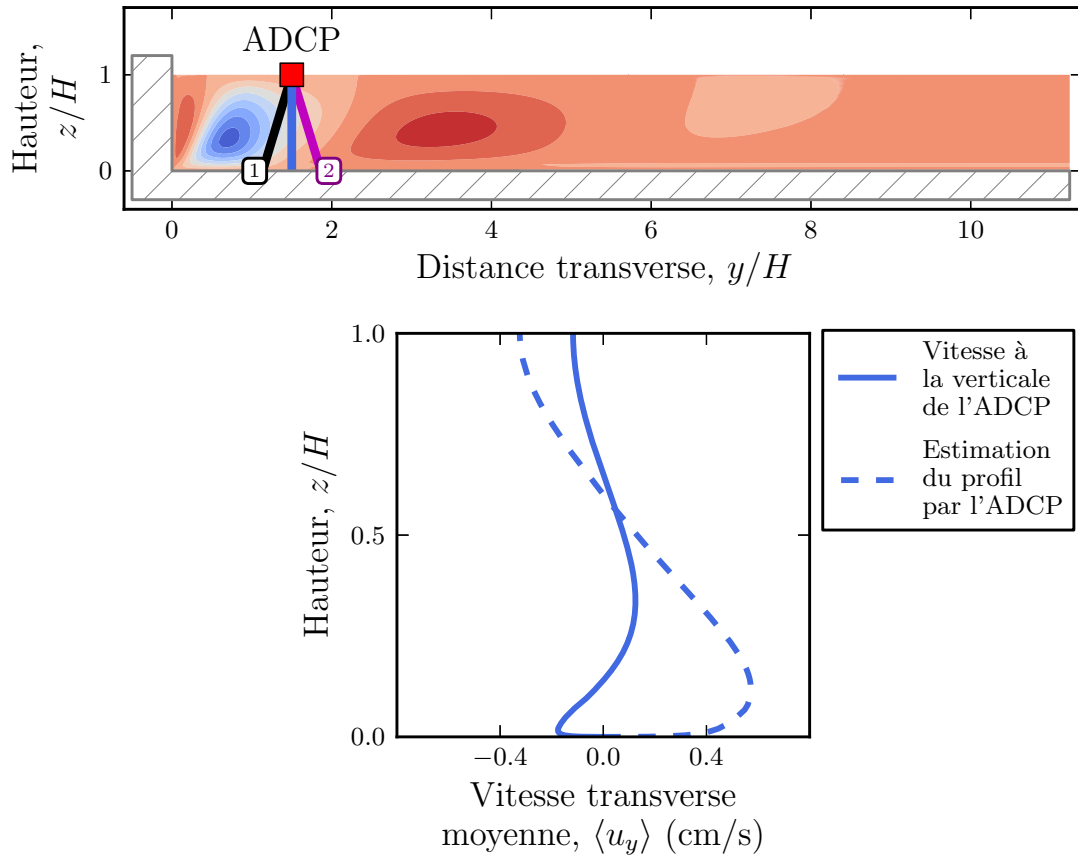 ADCP
Hauteur,
z/H
1
0
1
2
0 2 4 6 8 10
Distance transverse, y/H
Hauteur, z/H
1.0
0.5
0.0
−0.4 0.0 0.4
Vitesse transverse
moyenne, ⟨u_y⟩ (cm/s)
Vitesse à
la verticale
de l'ADCP
Estimation
du profil
par l'ADCP